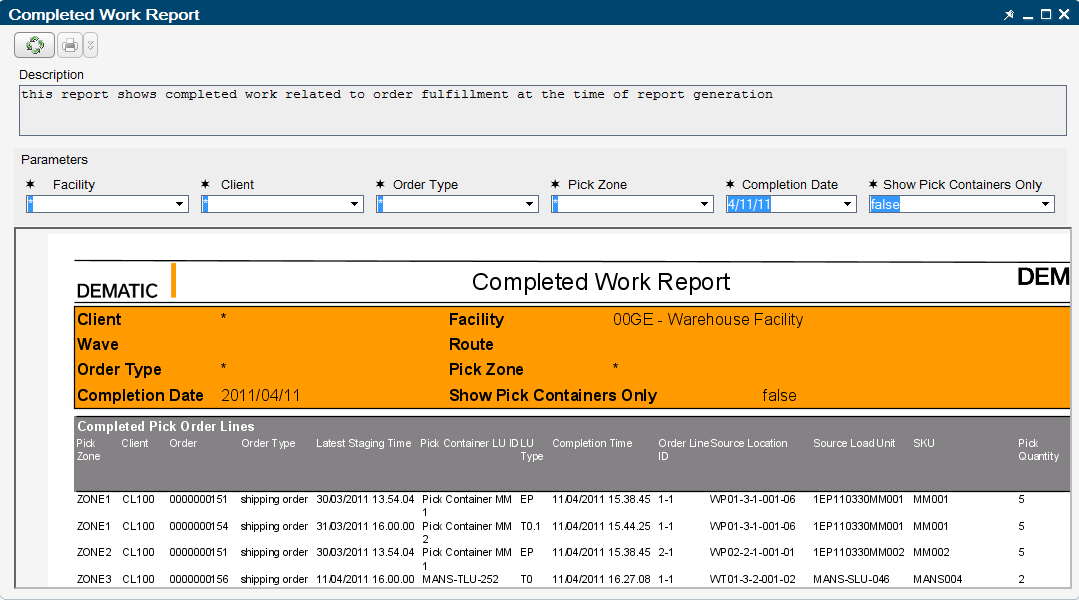 Completed Work Report
Description
this report shows completed work related to order fulfillment at the time of report generation
Parameters
* Facility * Client * Order Type * Pick Zone * Completion Date * Show Pick Containers Only
* * * * 4/11/11 false
DEMATIC Completed Work Report DEM
Client * Facility 00GE - Warehouse Facility
Wave Route
Order Type * Pick Zone *
Completion Date 2011/04/11 Show Pick Containers Only false
Completed Pick Order Lines
Pick Client Order Order Type Latest Staging Time Pick Container LU ID LU Completion Time Order Line Source Location Source Load Unit SKU Pick
Zone Type ID Quantity
ZONE1 CL100 0000000151 shipping order 30/03/2011 13.54.04 Pick Container MM EP 11/04/2011 15.38.45 1-1 WP01-3-1-001-06 1EP110330MM001 MM001 5
1
ZONE1 CL100 0000000154 shipping order 31/03/2011 16.00.00 Pick Container MM T0.1 11/04/2011 15.44.25 1-1 WP01-3-1-001-06 1EP110330MM001 MM001 5
2
ZONE2 CL100 0000000151 shipping order 30/03/2011 13.54.04 Pick Container MM EP 11/04/2011 15.38.45 2-1 WP02-2-1-001-01 1EP110330MM002 MM002 5
1
ZONE3 CL100 0000000156 shipping order 11/04/2011 16.00.00 MANS-TLU-252 T0 11/04/2011 16.27.08 1-1 WT01-3-2-001-02 MANS-SLU-046 MANS004 2